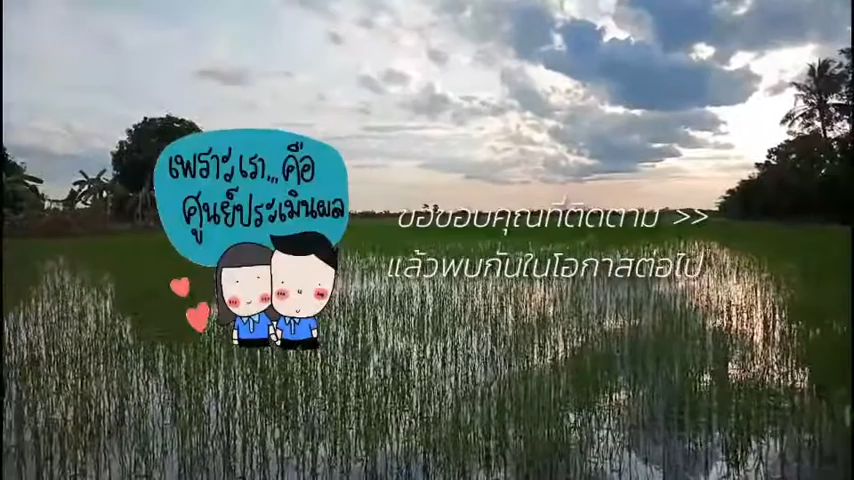 เพราะเรา...คือ
ศูนย์ประเมินผล
ขอขอบคุณที่ติดตาม >>
แล้วพบกันในโอกาสต่อไป